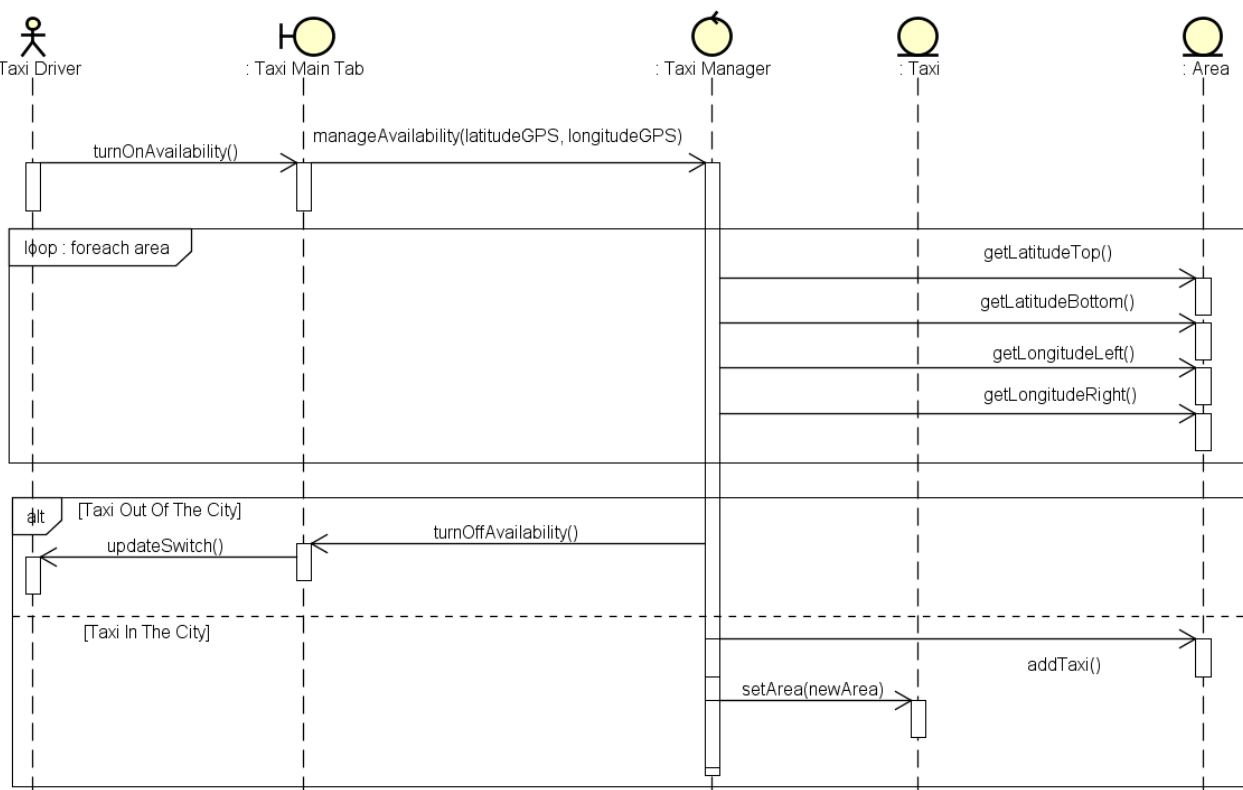 Taxi Driver
: Taxi Main Tab
: Taxi Manager
: Taxi
: Area
turnOnAvailability()
manageAvailability(latitudeGPS, longitudeGPS)
loop : foreach area
getLatitudeTop()
getLatitudeBottom()
getLongitudeLeft()
getLongitudeRight()
alt
[Taxi Out Of The City]
turnOffAvailability()
updateSwitch()
[Taxi In The City]
addTaxi()
setArea(newArea)